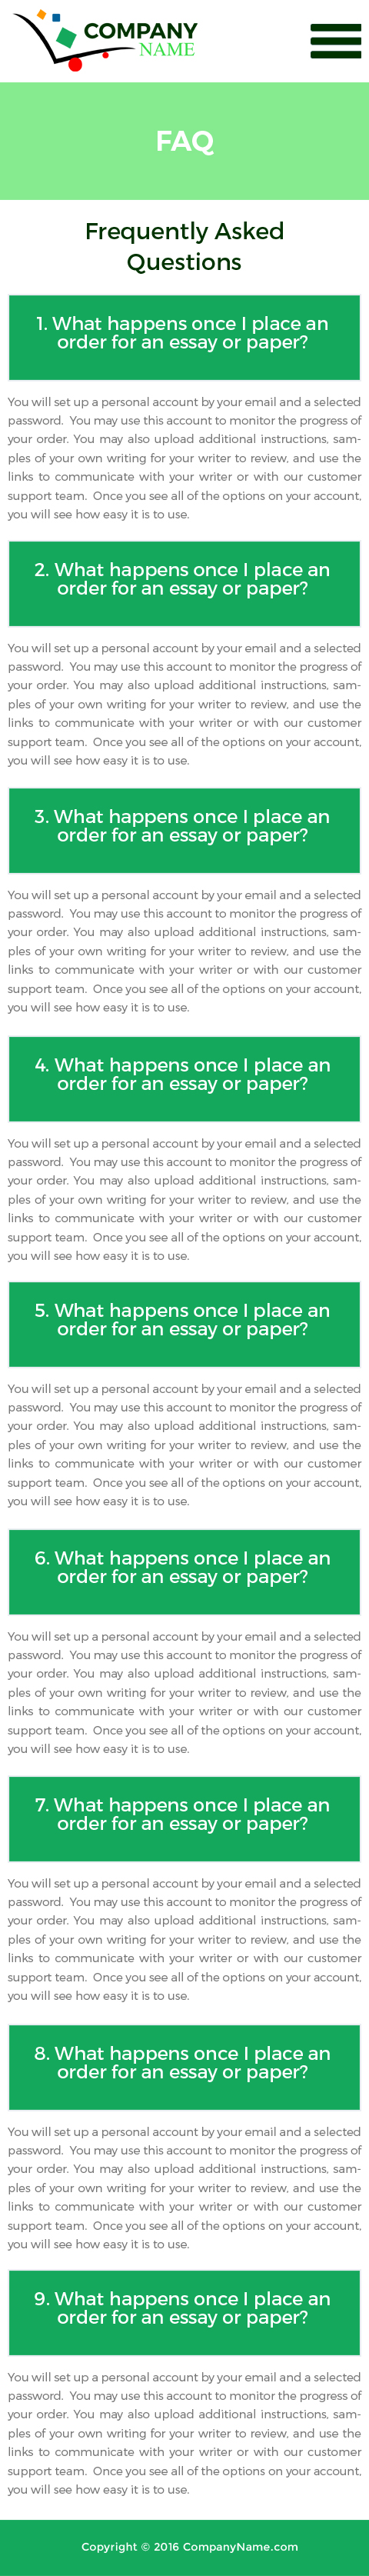 COMPANY
NAME
FAQ
Frequently Asked
Questions
1. What happens once I place an
order for an essay or paper?
You will set up a personal account by your email and a selected
password.  You may use this account to monitor the progress of
your order. You may also upload additional instructions, sam-
ples of your own writing for your writer to review, and use the
links to communicate with your writer or with our customer
support team.  Once you see all of the options on your account,
you will see how easy it is to use.
2. What happens once I place an
order for an essay or paper?
You will set up a personal account by your email and a selected
password.  You may use this account to monitor the progress of
your order. You may also upload additional instructions, sam-
ples of your own writing for your writer to review, and use the
links to communicate with your writer or with our customer
support team.  Once you see all of the options on your account,
you will see how easy it is to use.
3. What happens once I place an
order for an essay or paper?
You will set up a personal account by your email and a selected
password.  You may use this account to monitor the progress of
your order. You may also upload additional instructions, sam-
ples of your own writing for your writer to review, and use the
links to communicate with your writer or with our customer
support team.  Once you see all of the options on your account,
you will see how easy it is to use.
4. What happens once I place an
order for an essay or paper?
You will set up a personal account by your email and a selected
password.  You may use this account to monitor the progress of
your order. You may also upload additional instructions, sam-
ples of your own writing for your writer to review, and use the
links to communicate with your writer or with our customer
support team.  Once you see all of the options on your account,
you will see how easy it is to use.
5. What happens once I place an
order for an essay or paper?
You will set up a personal account by your email and a selected
password.  You may use this account to monitor the progress of
your order. You may also upload additional instructions, sam-
ples of your own writing for your writer to review, and use the
links to communicate with your writer or with our customer
support team.  Once you see all of the options on your account,
you will see how easy it is to use.
6. What happens once I place an
order for an essay or paper?
You will set up a personal account by your email and a selected
password.  You may use this account to monitor the progress of
your order. You may also upload additional instructions, sam-
ples of your own writing for your writer to review, and use the
links to communicate with your writer or with our customer
support team.  Once you see all of the options on your account,
you will see how easy it is to use.
7. What happens once I place an
order for an essay or paper?
You will set up a personal account by your email and a selected
password.  You may use this account to monitor the progress of
your order. You may also upload additional instructions, sam-
ples of your own writing for your writer to review, and use the
links to communicate with your writer or with our customer
support team.  Once you see all of the options on your account,
you will see how easy it is to use.
8. What happens once I place an
order for an essay or paper?
You will set up a personal account by your email and a selected
password.  You may use this account to monitor the progress of
your order. You may also upload additional instructions, sam-
ples of your own writing for your writer to review, and use the
links to communicate with your writer or with our customer
support team.  Once you see all of the options on your account,
you will see how easy it is to use.
9. What happens once I place an
order for an essay or paper?
You will set up a personal account by your email and a selected
password.  You may use this account to monitor the progress of
your order. You may also upload additional instructions, sam-
ples of your own writing for your writer to review, and use the
links to communicate with your writer or with our customer
support team.  Once you see all of the options on your account,
you will see how easy it is to use.
Copyright © 2016 CompanyName.com